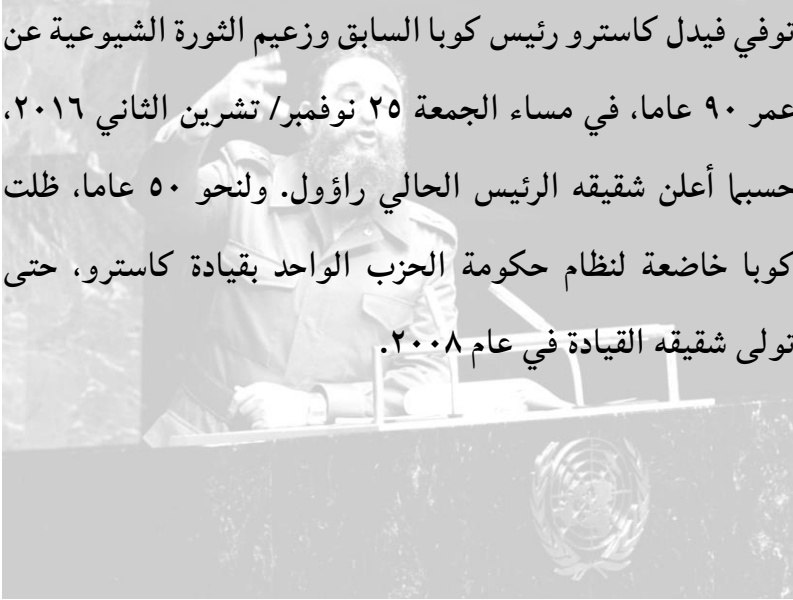 توفي فيدل كاسترو رئيس كوبا السابق وزعيم الثورة الشيوعية عن
عمر ٩٠ عاما، في مساء الجمعة ٢٥ نوفمبر/ تشرين الثاني ٢٠١٦،
حسبما أعلن شقيقه الرئيس الحالي راؤول. ولنحو ٥٠ عاما، ظلت
كوبا خاضعة لنظام حكومة الحزب الواحد بقيادة كاسترو، حتى
تولى شقيقه القيادة في عام ٢٠٠٨.